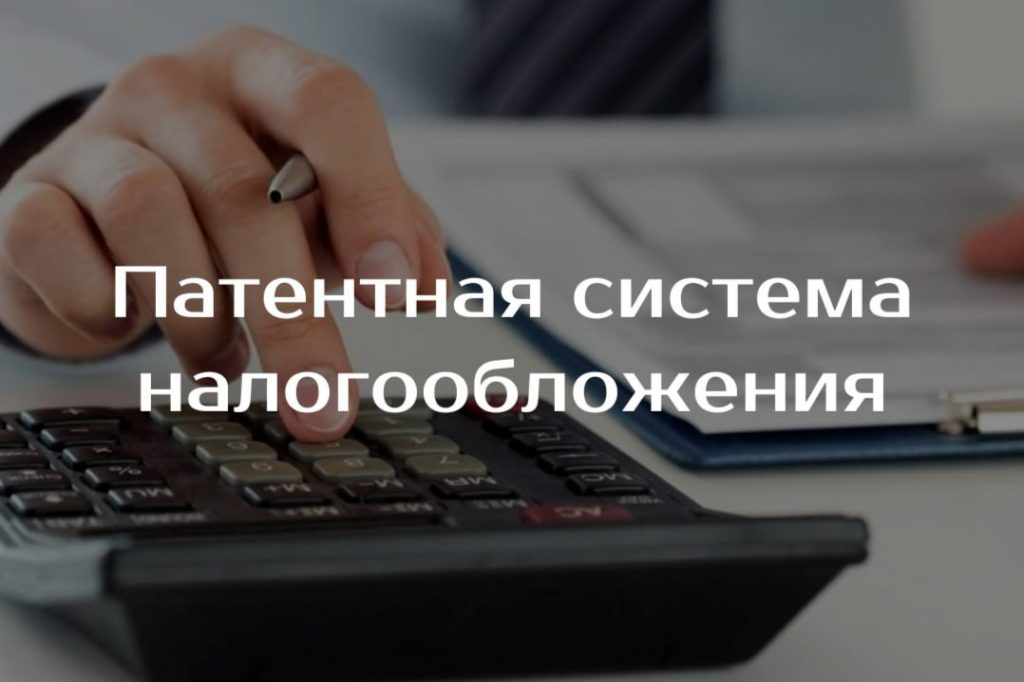 Патентная система
налогообложения